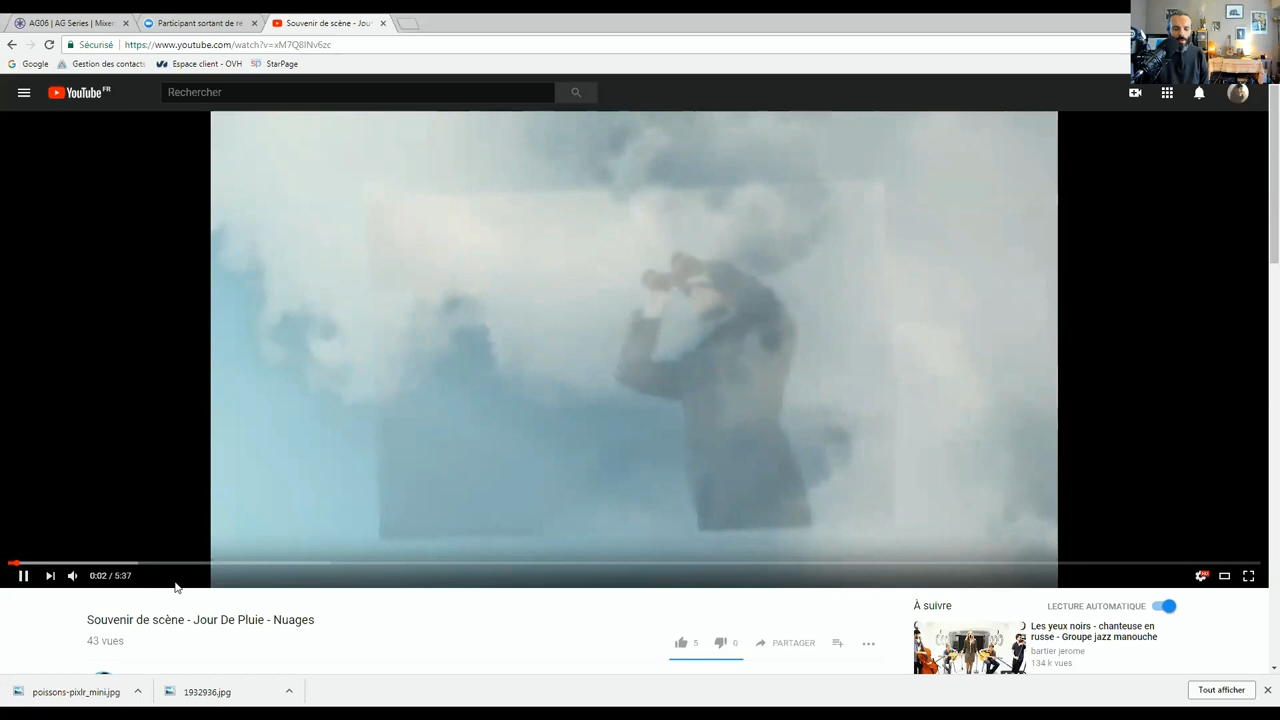 AG06 | AG Series | Mixer
Participant sortant de ré
Souvenir de scène - Jou
Sécurisé
https://www.youtube.com/watch?v=xM7Q8INv6zc
Google
Gestion des contacts
Espace client - OVH
StarPage
YouTube FR
Rechercher
0:02 / 5:37
Souvenir de scène - Jour De Pluie - Nuages
43 vues
5
0
PARTAGER
À suivre
LECTURE AUTOMATIQUE
Les yeux noirs - chanteuse en
russe - Groupe jazz manouche
bartier jerome
134 k vues
poissons-pixlr_mini.jpg
1932936.jpg
Tout afficher